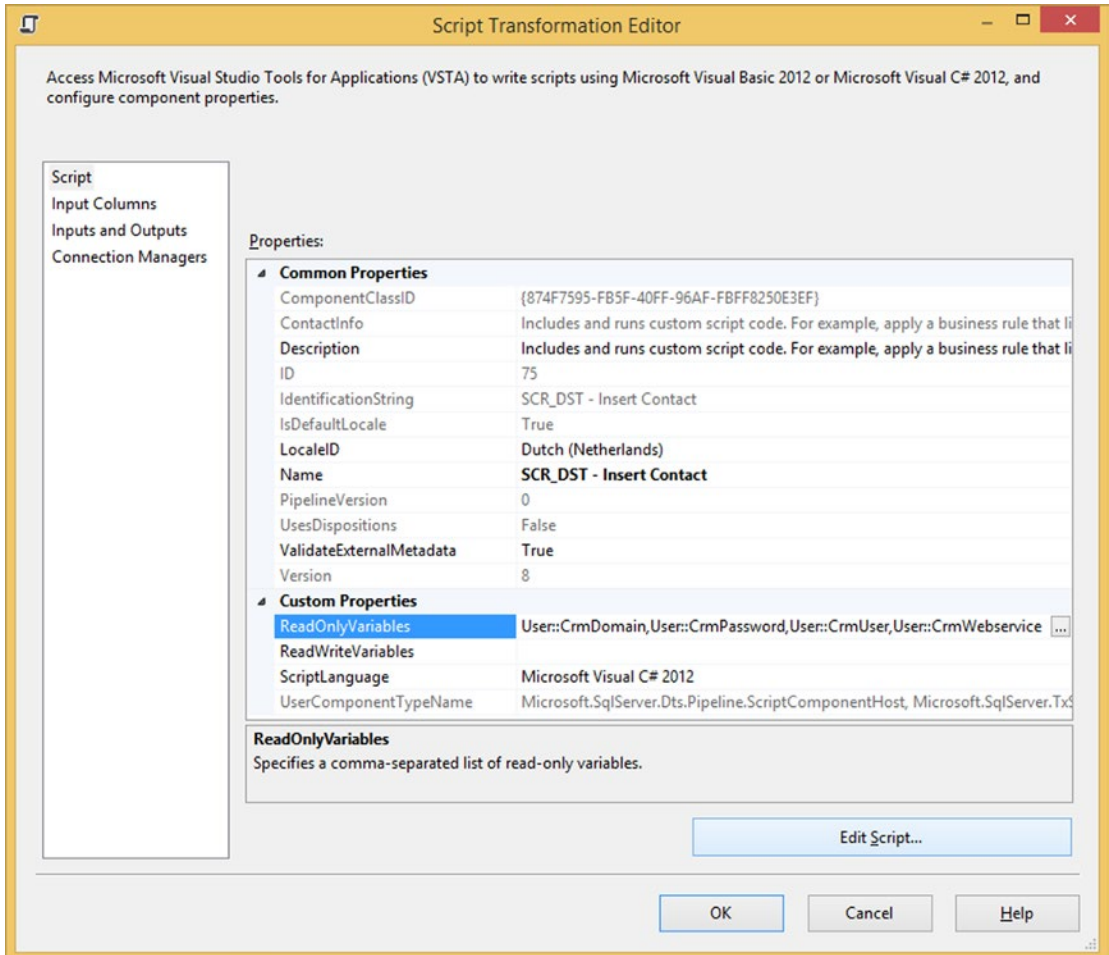 Script Transformation Editor
Access Microsoft Visual Studio Tools for Applications (VSTA) to write scripts using Microsoft Visual Basic 2012 or Microsoft Visual C# 2012, and
configure component properties.
Script
Input Columns
Inputs and Outputs
Connection Managers
Properties:
Common Properties
ComponentClassID {874F7595-FB5F-40FF-96AF-FBFF8250E3EF}
ContactInfo Includes and runs custom script code. For example, apply a business rule that li
Description Includes and runs custom script code. For example, apply a business rule that li
ID 75
IdentificationString SCR_DST - Insert Contact
IsDefaultLocale True
LocaleID Dutch (Netherlands)
Name SCR_DST - Insert Contact
PipelineVersion 0
UsesDispositions False
ValidateExternalMetadata True
Version 8
Custom Properties
ReadOnlyVariables User::CrmDomain,User::CrmPassword,User::CrmUser,User::CrmWebservice ...
ReadWriteVariables
ScriptLanguage Microsoft Visual C# 2012
UserComponentTypeName Microsoft.SqlServer.Dts.Pipeline.ScriptComponentHost, Microsoft.SqlServer.TxS
ReadOnlyVariables
Specifies a comma-separated list of read-only variables.
Edit Script...
OK Cancel Help